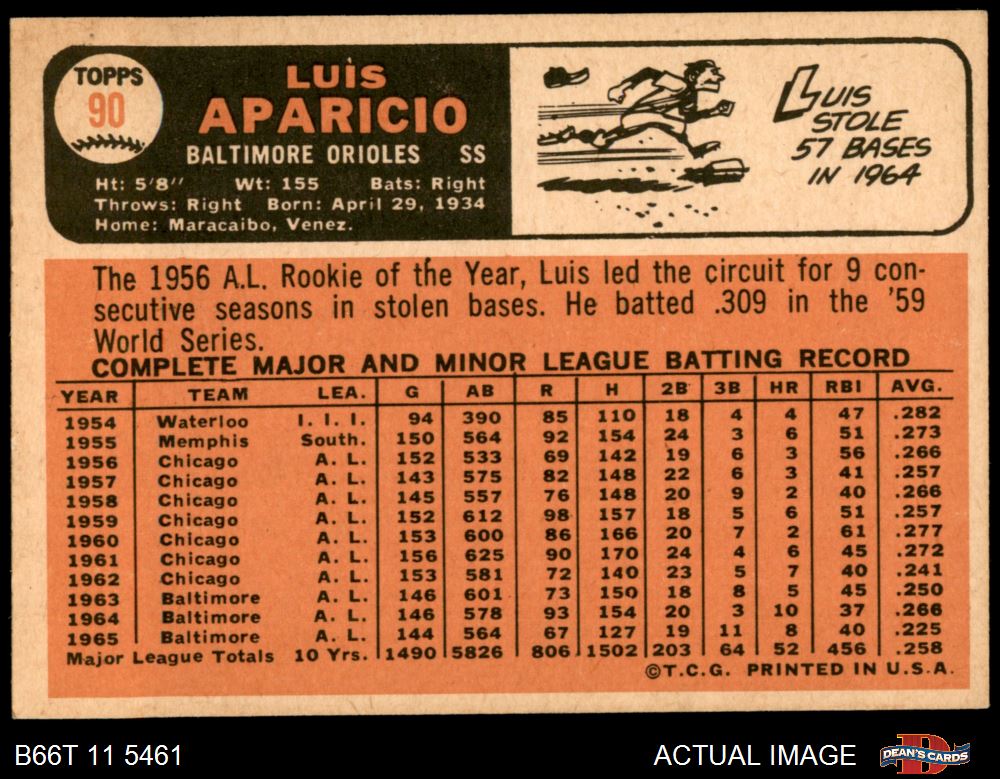 TOPPS
90
LUIS
APARICIO
BALTIMORE ORIOLES SS
Ht: 5'8" Wt: 155 Bats: Right
Throws: Right Born: April 29, 1934
Home: Maracaibo, Venez.
LUIS
STOLE
57 BASES
IN 1964
The 1956 A.L. Rookie of the Year, Luis led the circuit for 9 con-
secutive seasons in stolen bases. He batted .309 in the '59
World Series.
COMPLETE MAJOR AND MINOR LEAGUE BATTING RECORD
YEAR TEAM LEA. G AB R H 2B 3B HR RBI AVG.
1954 Waterloo I. I. I. 94 390 85 110 18 4 4 47 .282
1955 Memphis South. 150 564 92 154 24 3 6 51 .273
1956 Chicago A. L. 152 533 69 142 19 6 3 56 .266
1957 Chicago A. L. 143 575 82 148 22 6 3 41 .257
1958 Chicago A. L. 145 557 76 148 20 9 2 40 .266
1959 Chicago A. L. 152 612 98 157 18 5 6 51 .257
1960 Chicago A. L. 153 600 86 166 20 7 2 61 .277
1961 Chicago A. L. 156 625 90 170 24 4 6 45 .272
1962 Chicago A. L. 153 581 72 140 23 5 7 40 .241
1963 Baltimore A. L. 146 601 73 150 18 8 5 45 .250
1964 Baltimore A. L. 146 578 93 154 20 3 10 37 .266
1965 Baltimore A. L. 144 564 67 127 19 11 8 40 .225
Major League Totals 10 Yrs. 1490 5826 806 1502 203 64 52 456 .258
©T.C.G. PRINTED IN U.S.A.
B66T 11 5461 ACTUAL IMAGE DEAN'S CARDS